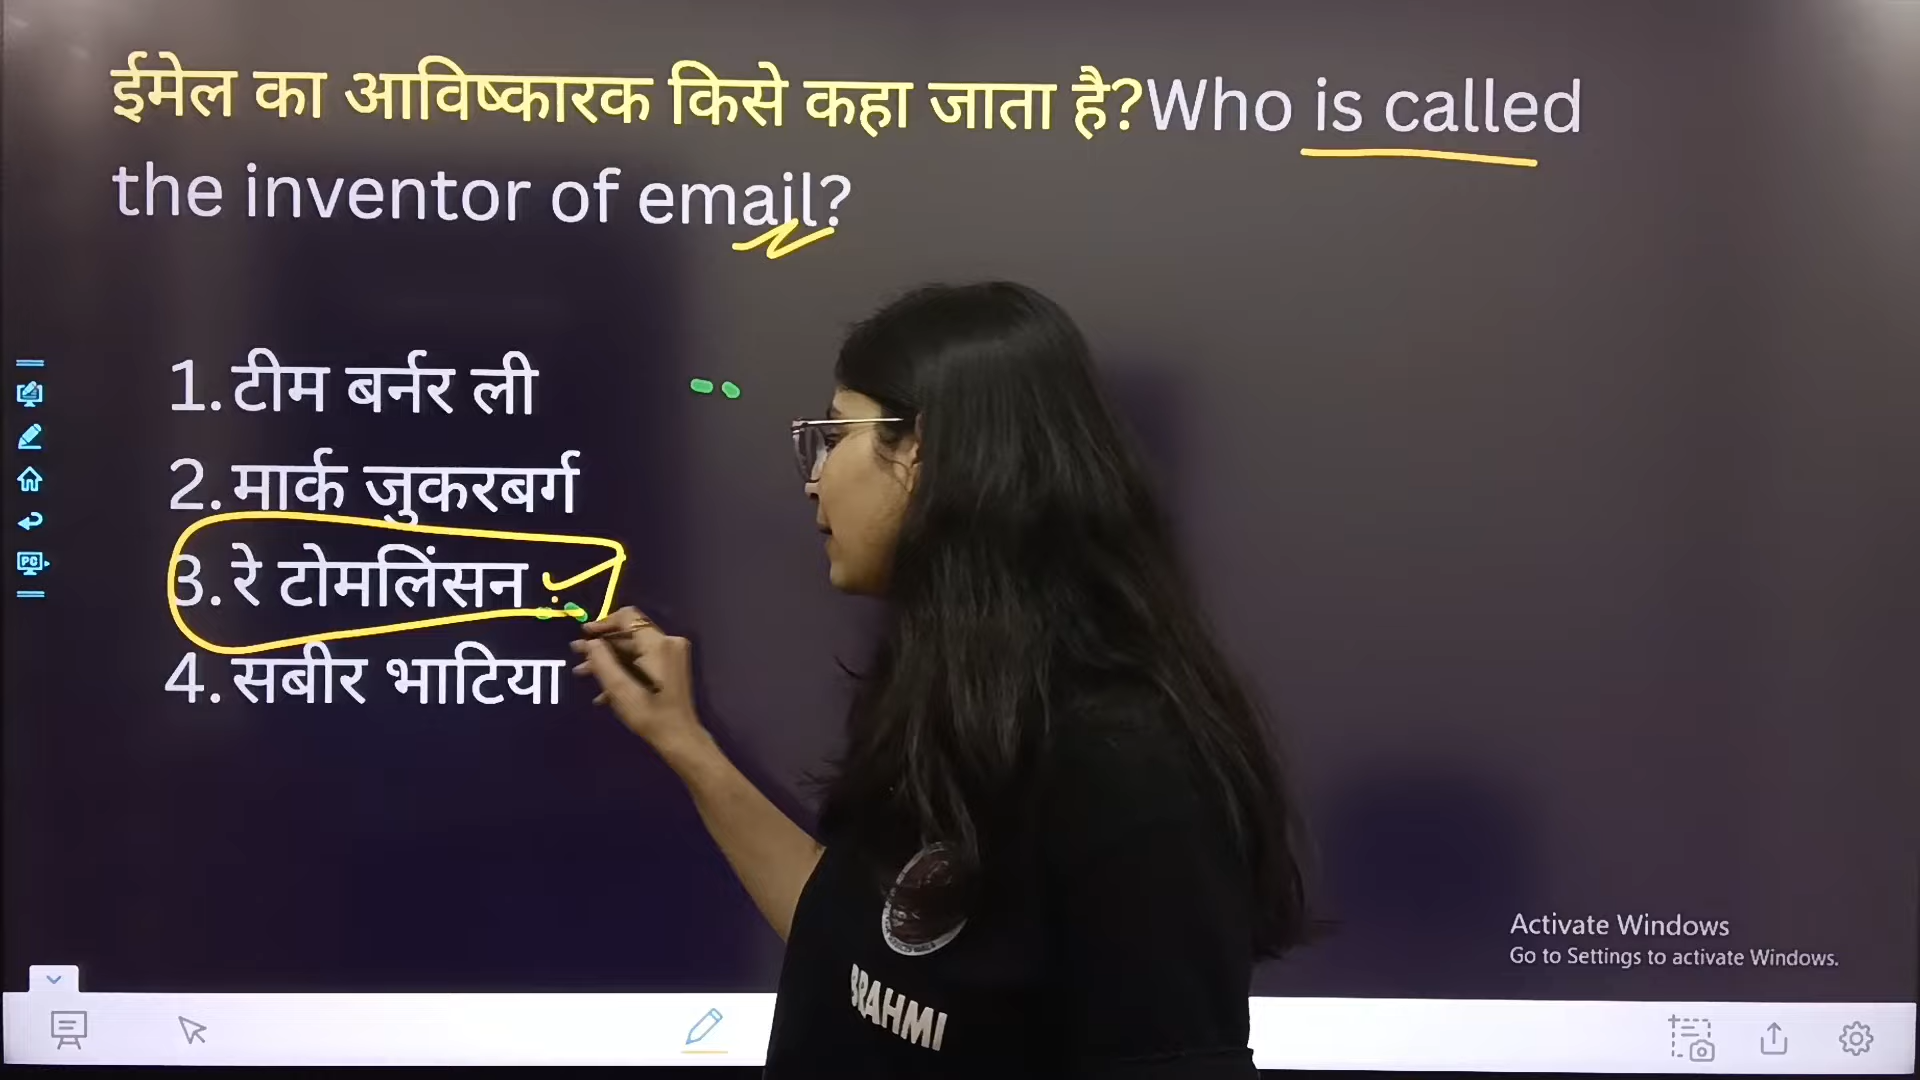 ईमेल का आविष्कारक किसे कहा जाता है?Who is called
the inventor of email?
1. टीम बर्नर ली
2. मार्क जुकरबर्ग
3. रे टोमलिंसन
4. सबीर भाटिया
PC
BRAHMI
Activate Windows
Go to Settings to activate Windows.